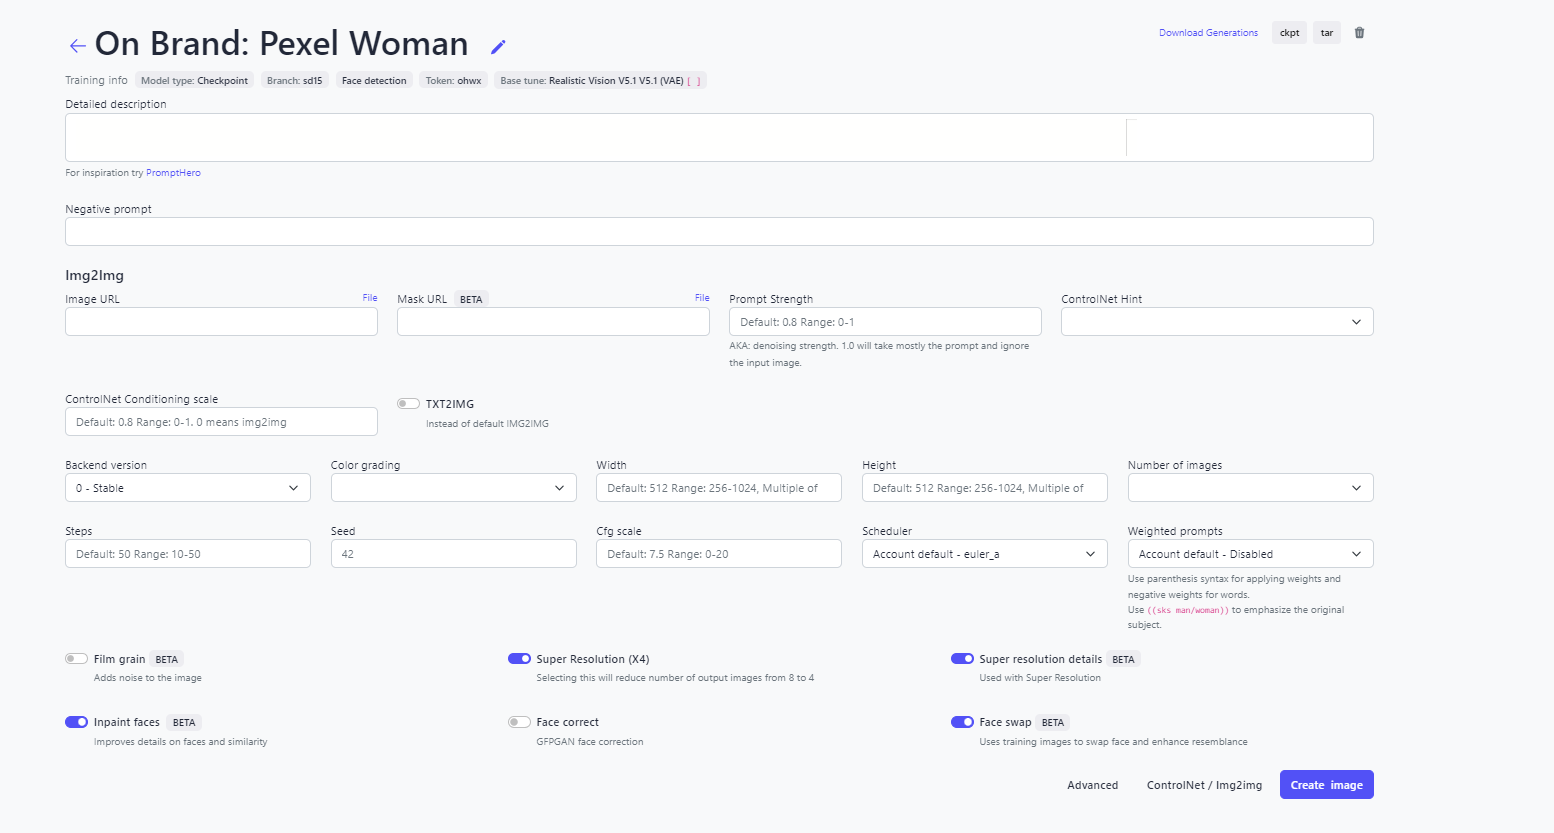 On Brand: Pexel Woman
Download Generations ckpt tar
Training info Model type: Checkpoint Branch: sd15 Face detection Token: ohwx Base tune: Realistic Vision V5.1 V5.1 (VAE) [ ]
Detailed description
For inspiration try PromptHero
Negative prompt
Img2Img
Image URL File Mask URL BETA File Prompt Strength ControlNet Hint
Default: 0.8 Range: 0-1
AKA: denoising strength. 1.0 will take mostly the prompt and ignore
the input image.
ControlNet Conditioning scale TXT2IMG
Default: 0.8 Range: 0-1. 0 means img2img
Instead of default IMG2IMG
Backend version Color grading Width Height Number of images
0 - Stable Default: 512 Range: 256-1024, Multiple of Default: 512 Range: 256-1024, Multiple of
Steps Seed Cfg scale Scheduler Weighted prompts
Default: 50 Range: 10-50 42 Default: 7.5 Range: 0-20 Account default - euler_a Account default - Disabled
Use parenthesis syntax for applying weights and
negative weights for words.
Use ((sks man/woman)) to emphasize the original
subject.
Film grain BETA Super Resolution (X4) Super resolution details BETA
Adds noise to the image Selecting this will reduce number of output images from 8 to 4 Used with Super Resolution
Inpaint faces BETA Face correct Face swap BETA
Improves details on faces and similarity GFPGAN face correction Uses training images to swap face and enhance resemblance
Advanced ControlNet / Img2img Create image